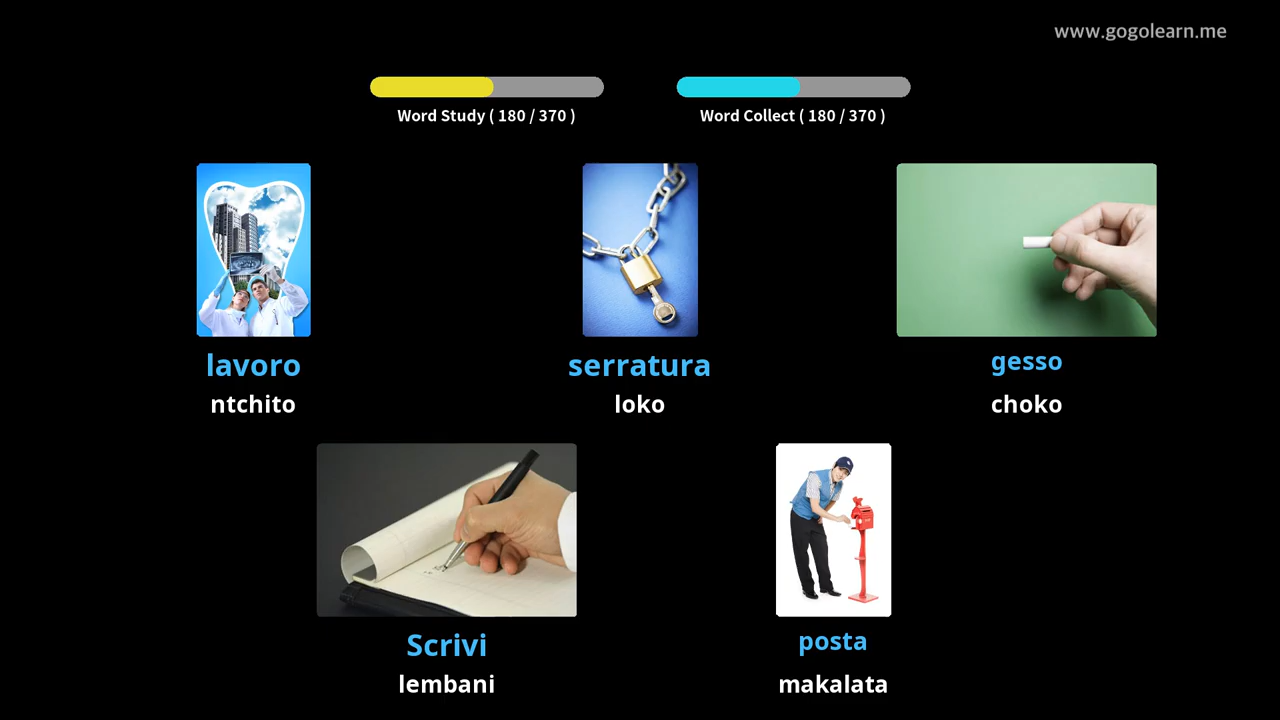 www.gogolearn.me
Word Study ( 180 / 370 )
Word Collect ( 180 / 370 )
lavoro
ntchito
serratura
loko
gesso
choko
Scrivi
lembani
posta
makalata